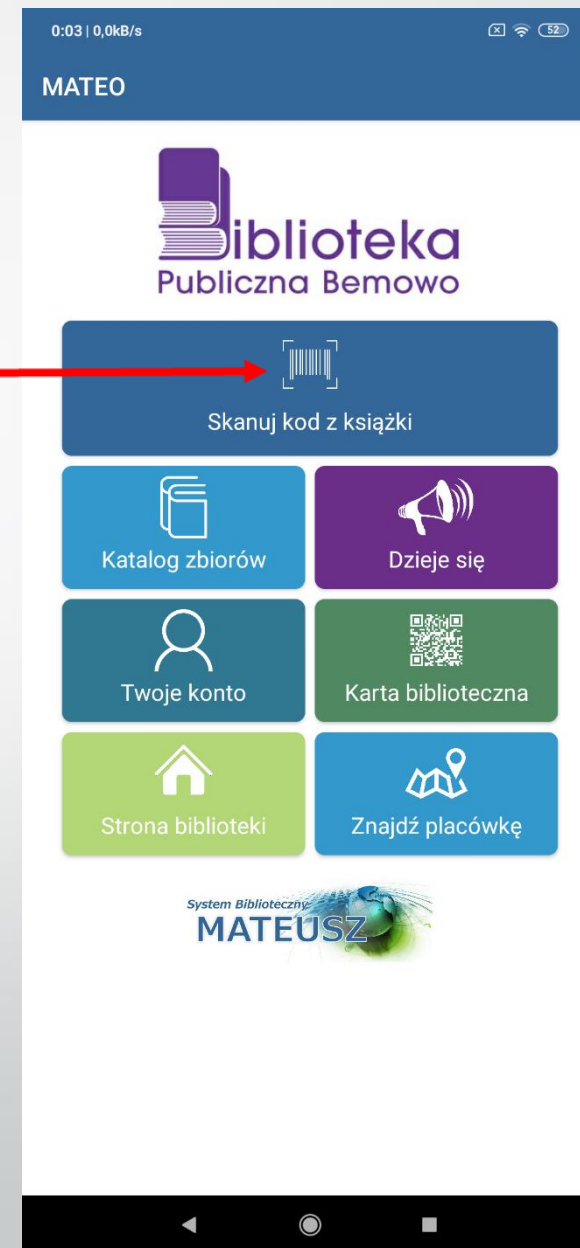 0:03 | 0,0kB/s 52
MATEO
Biblioteka
Publiczna Bemowo
Skanuj kod z książki
Katalog zbiorów
Dzieje się
Twoje konto
Karta biblioteczna
Strona biblioteki
Znajdź placówkę
System Biblioteczny
MATEUSZ